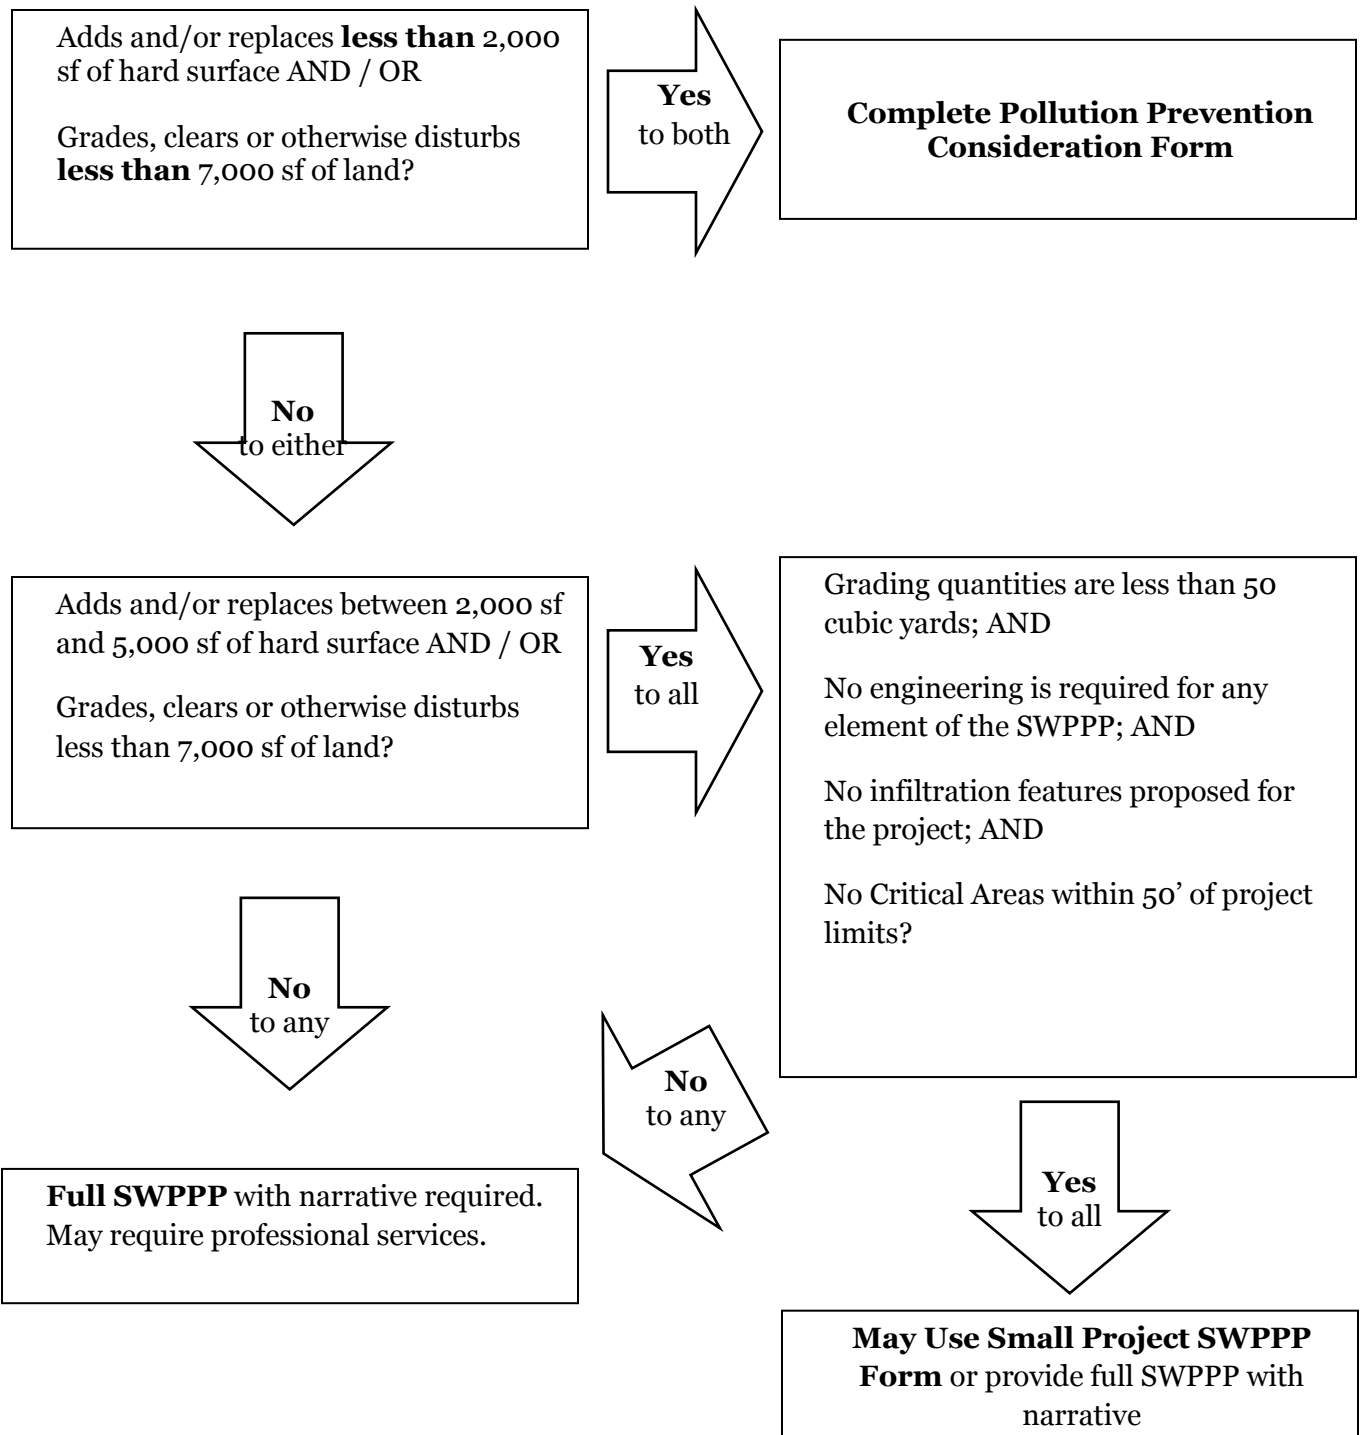 Adds and/or replaces less than 2,000
sf of hard surface AND / OR
Grades, clears or otherwise disturbs
less than 7,000 sf of land?
Yes
to both
Complete Pollution Prevention
Consideration Form
No
to either
Adds and/or replaces between 2,000 sf
and 5,000 sf of hard surface AND / OR
Grades, clears or otherwise disturbs
less than 7,000 sf of land?
Yes
to all
Grading quantities are less than 50
cubic yards; AND
No engineering is required for any
element of the SWPPP; AND
No infiltration features proposed for
the project; AND
No Critical Areas within 50’ of project
limits?
No
to any
No
to any
Full SWPPP with narrative required.
May require professional services.
Yes
to all
May Use Small Project SWPPP
Form or provide full SWPPP with
narrative